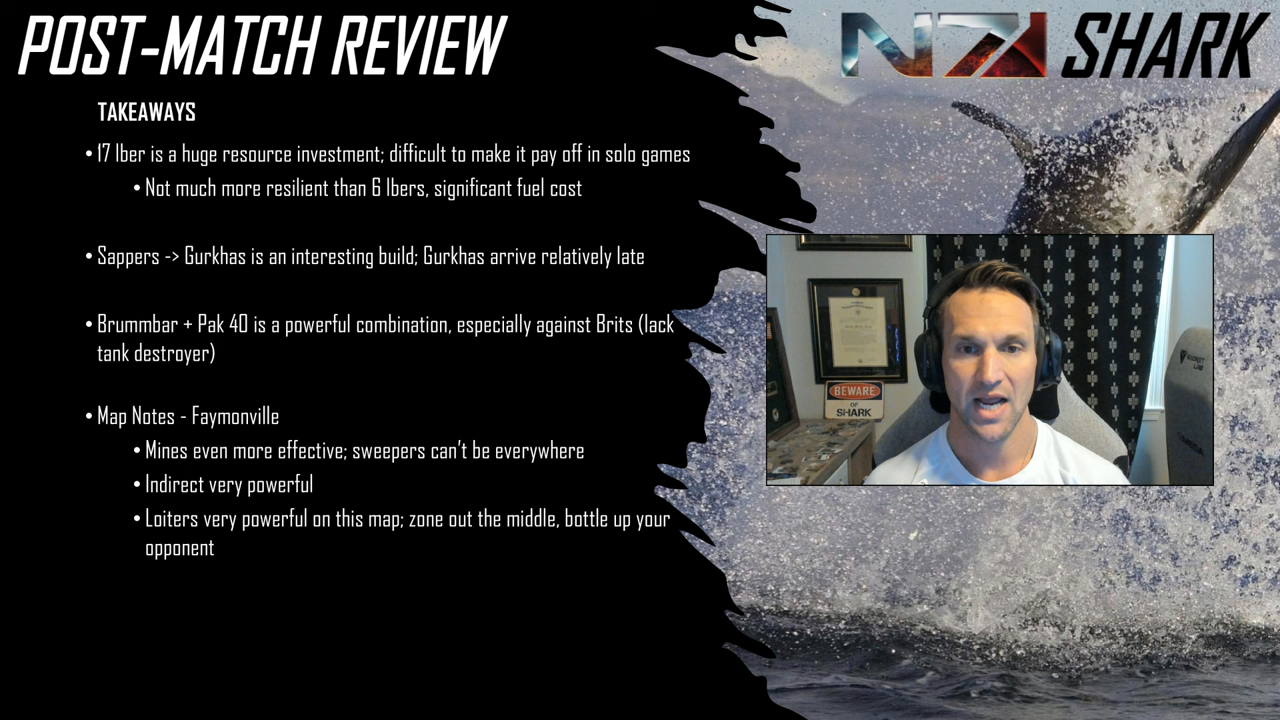 POST-MATCH REVIEW
N7 SHARK
TAKEAWAYS
• 17 lber is a huge resource investment; difficult to make it pay off in solo games
• Not much more resilient than 6 lbers, significant fuel cost
• Sappers -> Gurkhas is an interesting build; Gurkhas arrive relatively late
• Brummbar + Pak 40 is a powerful combination, especially against Brits (lack
tank destroyer)
• Map Notes - Faymonville
• Mines even more effective; sweepers can't be everywhere
• Indirect very powerful
• Loiters very powerful on this map; zone out the middle, bottle up your
opponent
BEWARE
OF
SHARK